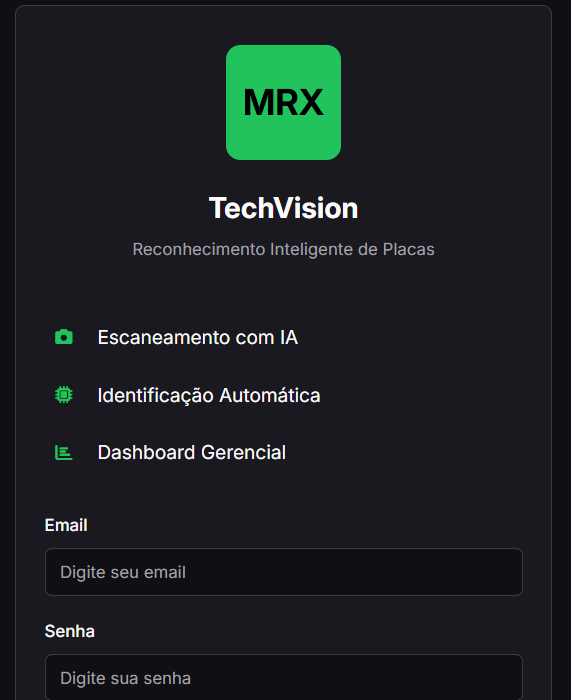 MRX
TechVision
Reconhecimento Inteligente de Placas
Escaneamento com IA
Identificação Automática
Dashboard Gerencial
Email
Digite seu email
Senha
Digite sua senha